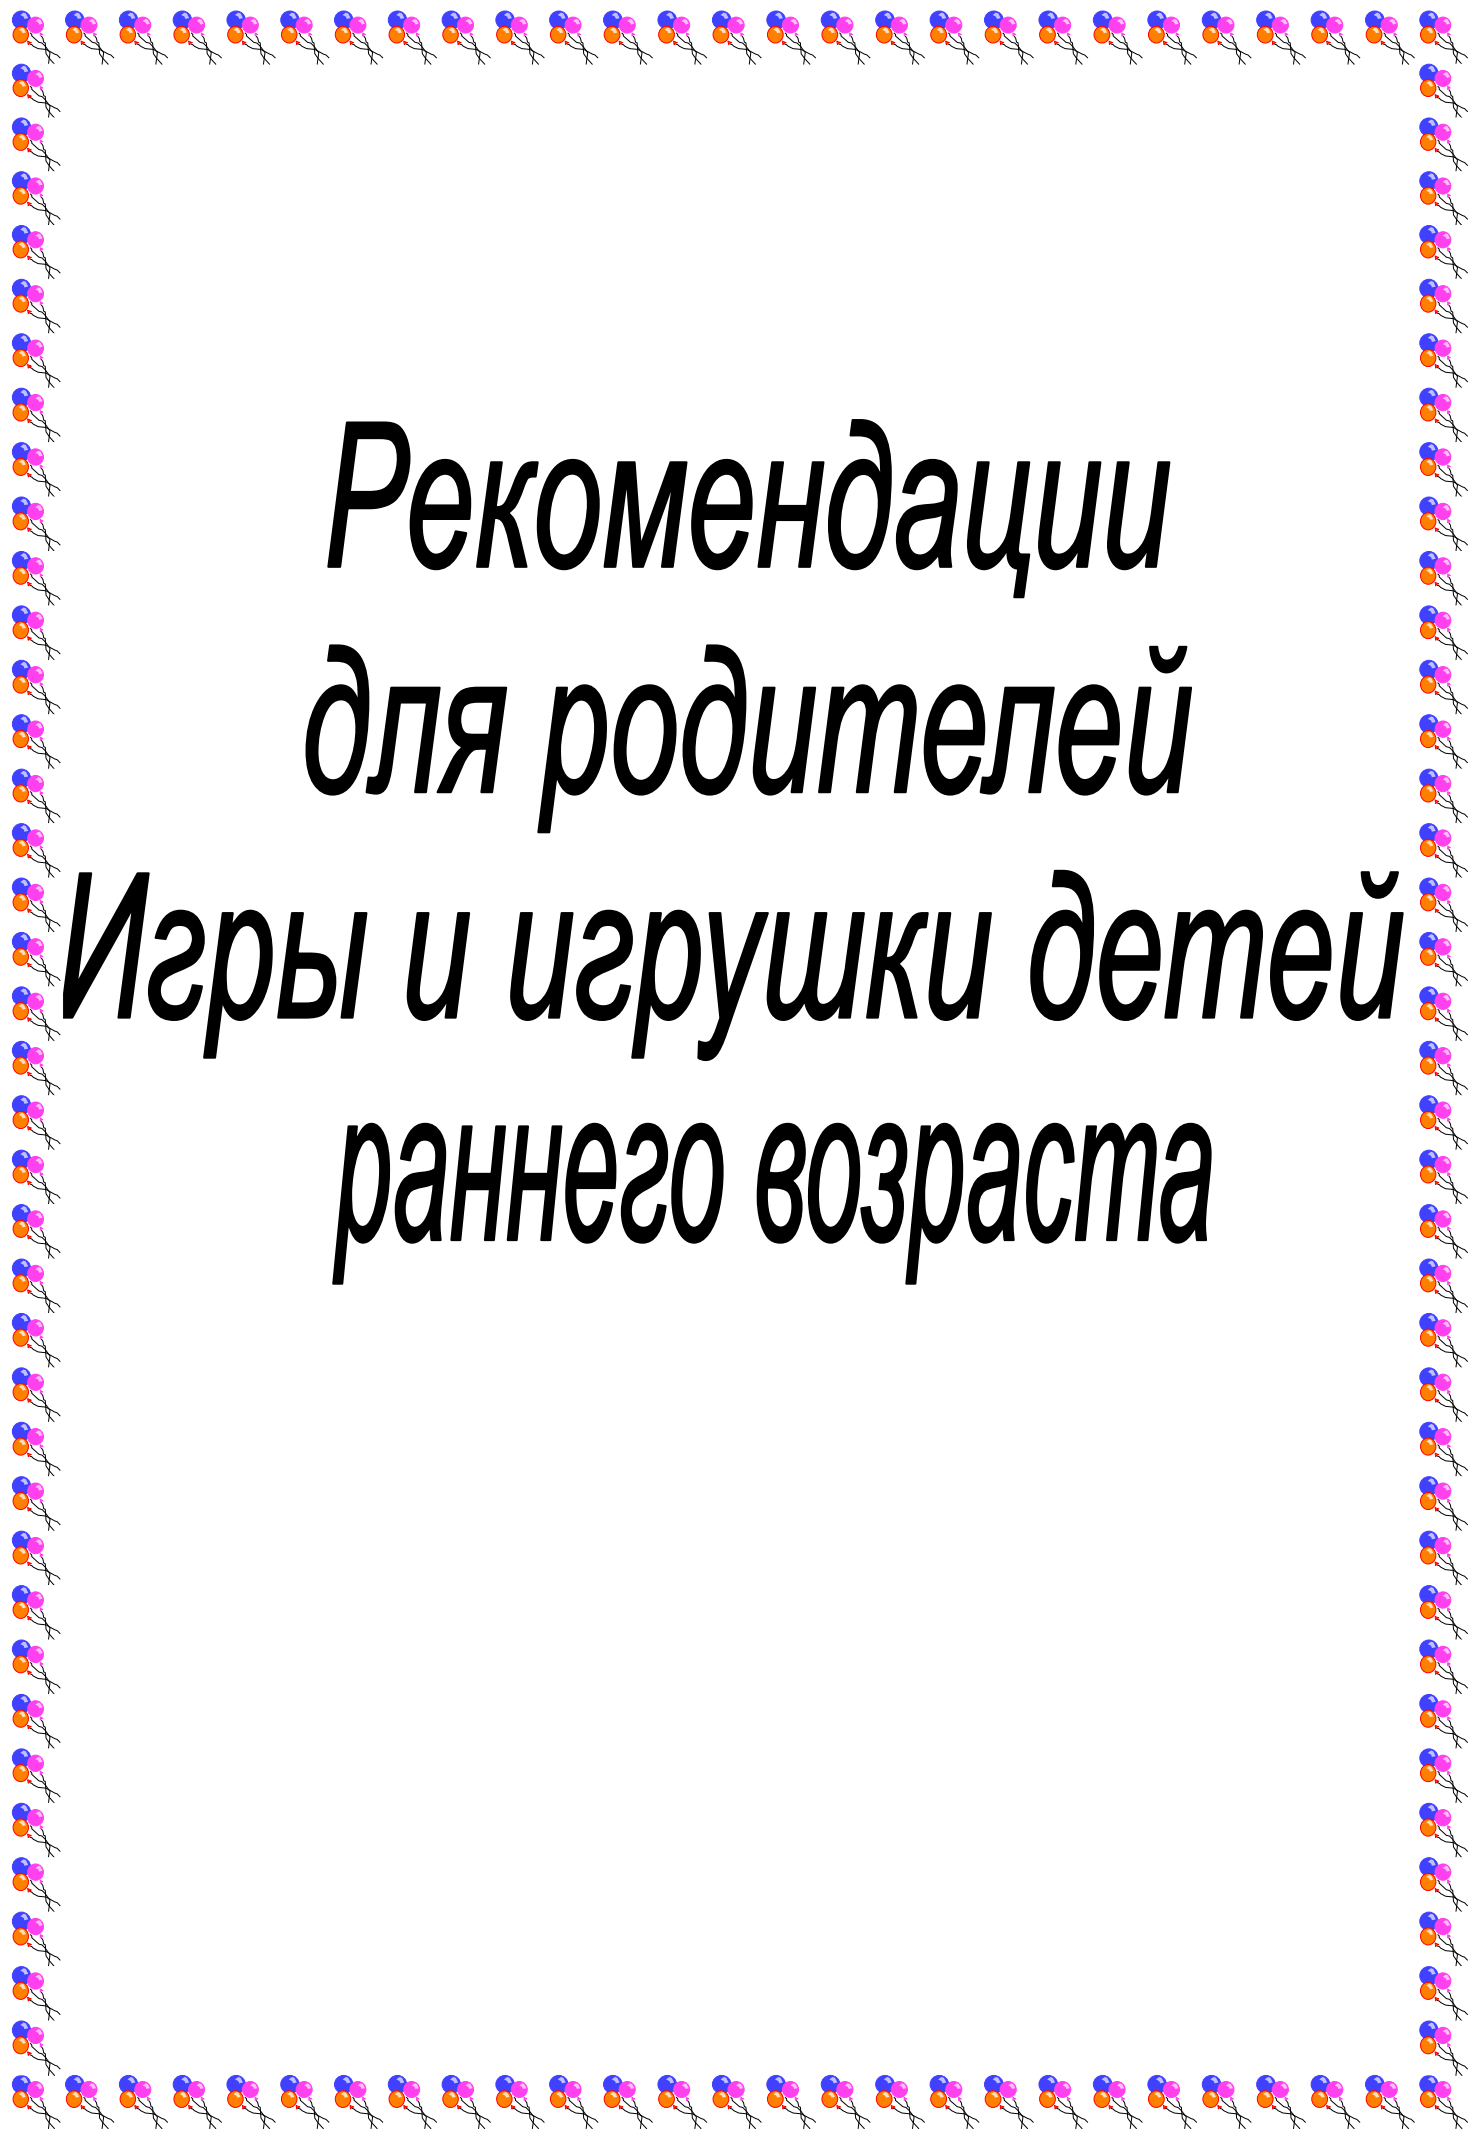 Рекомендации
для родителей
Игры и игрушки детей
раннего возраста